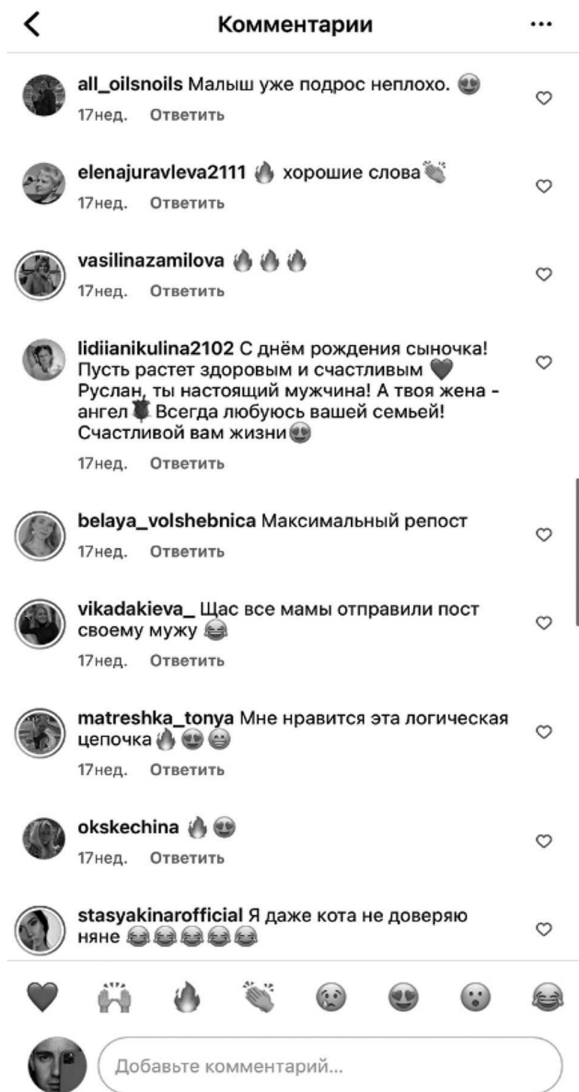 Комментарии
all_oilsnoils Малыш уже подрос неплохо. 😍
17нед. Ответить
elenajuravleva2111 🔥 хорошие слова👏
17нед. Ответить
vasilinazamilova 🔥🔥🔥
17нед. Ответить
lidiianikulina2102 С днём рождения сыночка!
Пусть растет здоровым и счастливым ❤️
Руслан, ты настоящий мужчина! А твоя жена -
ангел🌹Всегда любуюсь вашей семьей!
Счастливой вам жизни😍
17нед. Ответить
belaya_volshebnica Максимальный репост
17нед. Ответить
vikadakieva_ Щас все мамы отправили пост
своему мужу 😂
17нед. Ответить
matreshka_tonya Мне нравится эта логическая
цепочка🔥😍😁
17нед. Ответить
okskechina 🔥😍
17нед. Ответить
stasyakinarofficial Я даже кота не доверяю
няне 😂😂😂😂😂
❤️🙌🔥👏😢😍😮😂
Добавьте комментарий...